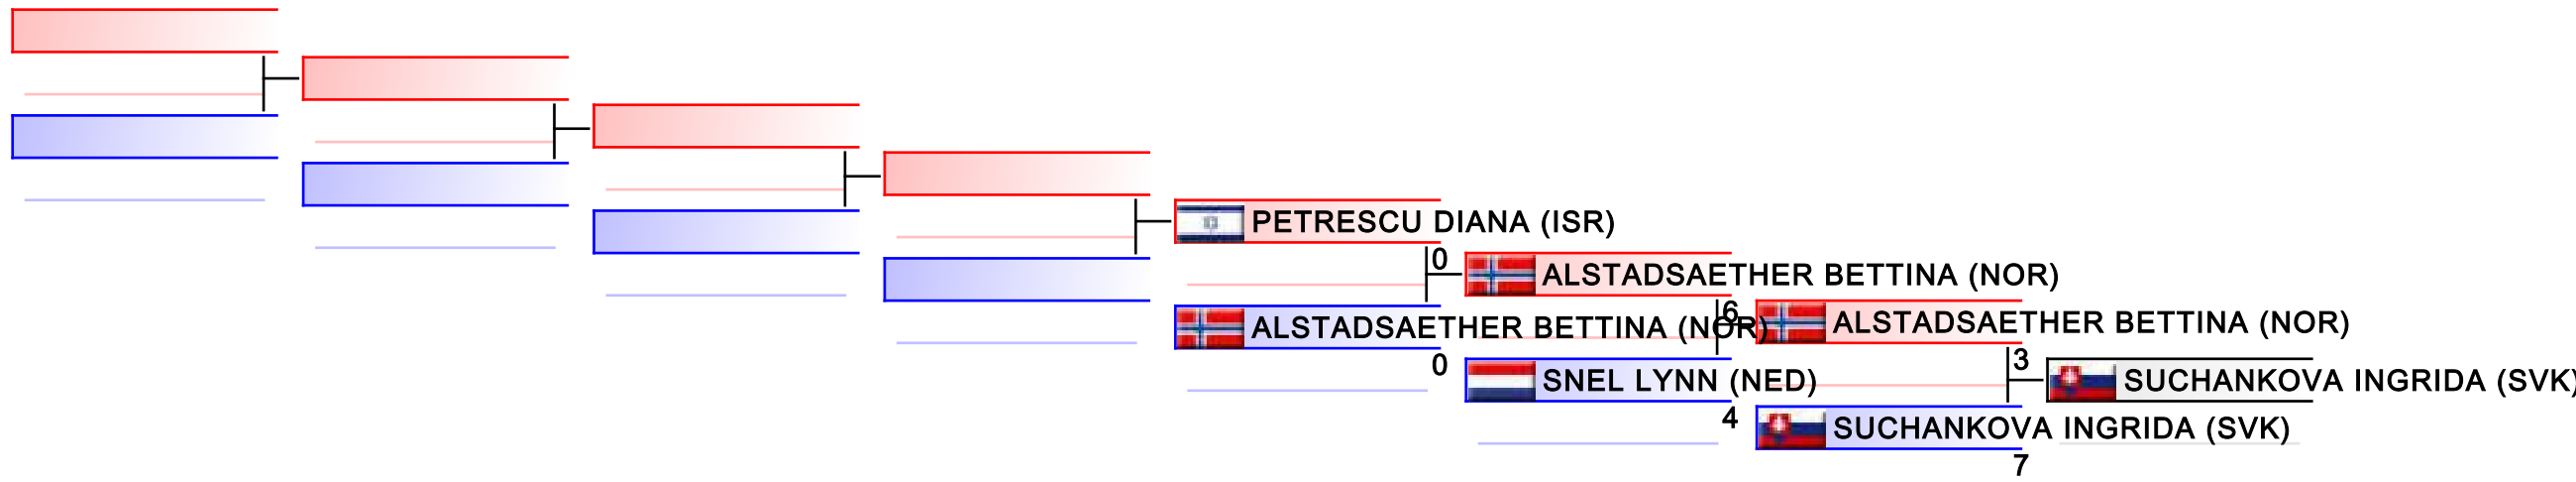 PETRESCU DIANA (ISR)
0
ALSTADSAETHER BETTINA (NOR)
ALSTADSAETHER BETTINA (NOR)
0
6
ALSTADSAETHER BETTINA (NOR)
SNEL LYNN (NED)
4
3
SUCHANKOVA INGRIDA (SVK)
SUCHANKOVA INGRIDA (SVK)
7